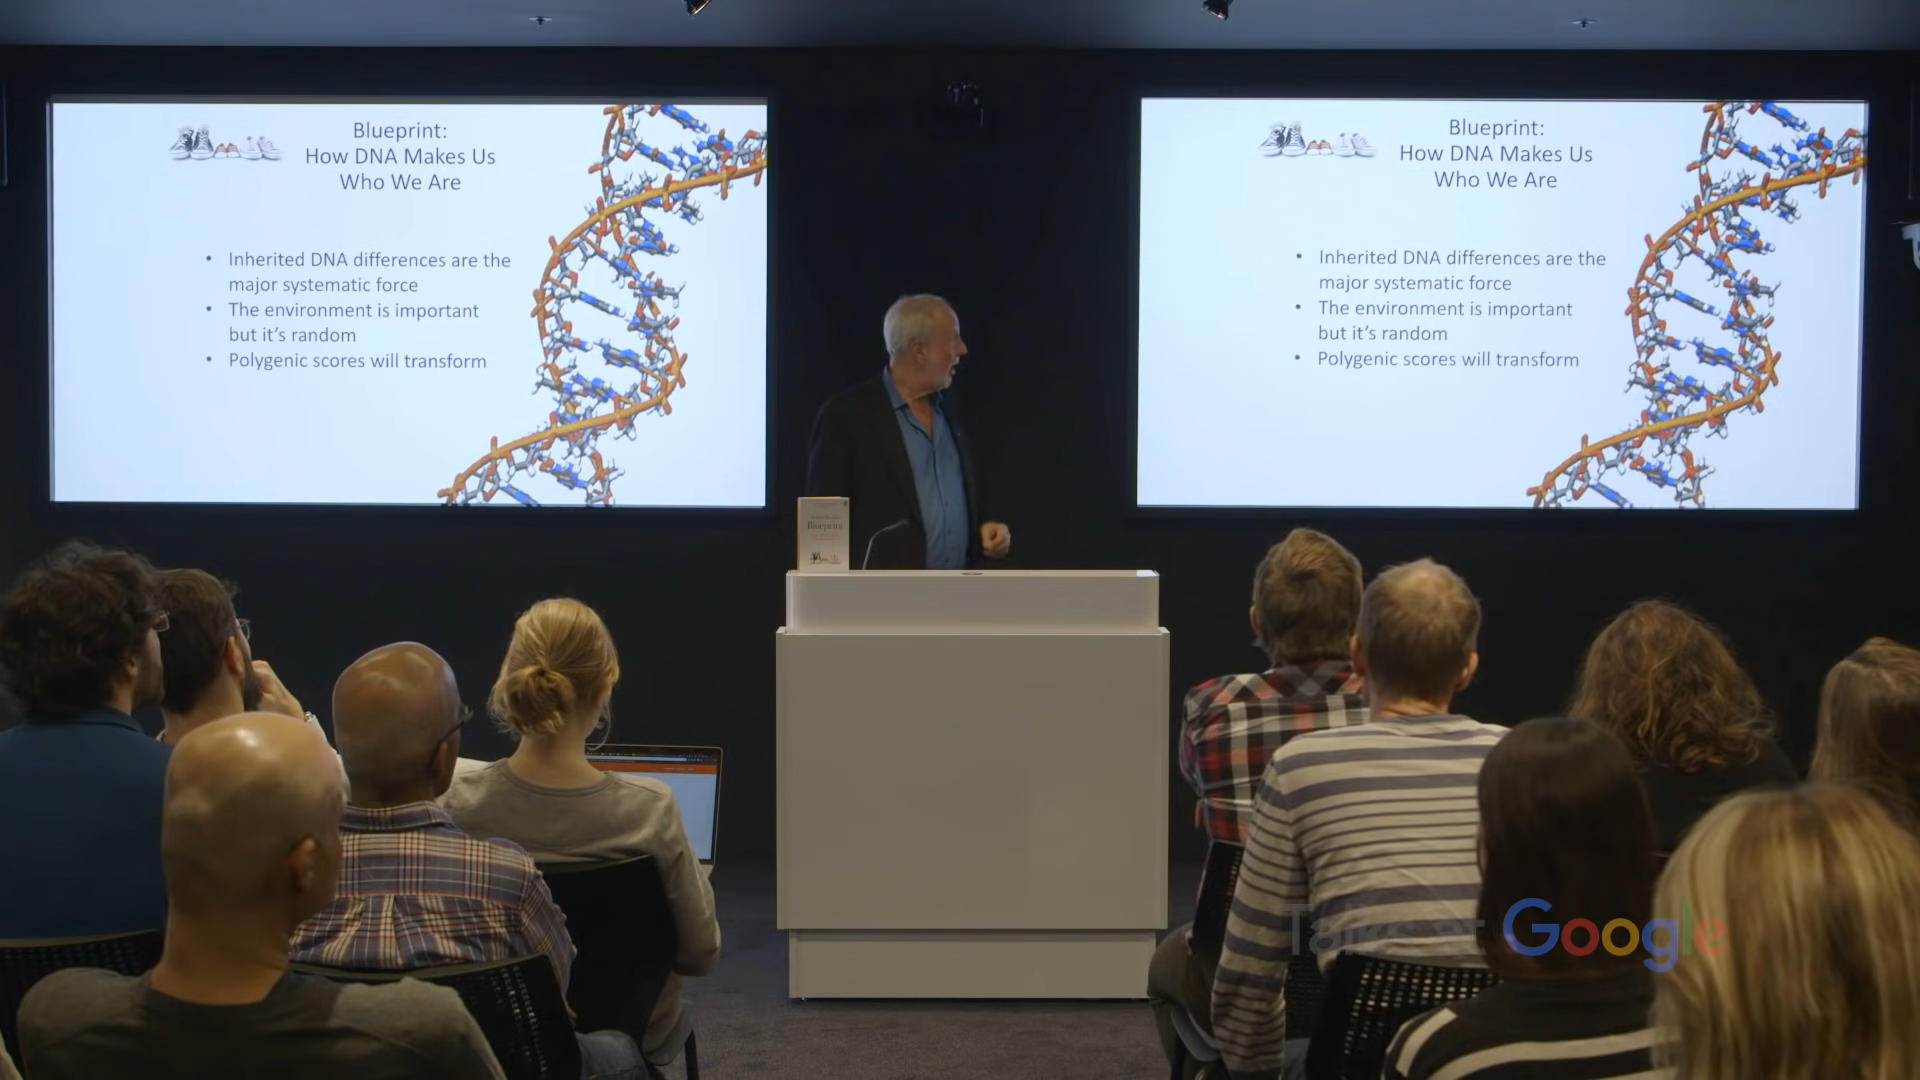 Blueprint:
How DNA Makes Us
Who We Are
• Inherited DNA differences are the
major systematic force
• The environment is important
but it's random
• Polygenic scores will transform
Blueprint:
How DNA Makes Us
Who We Are
• Inherited DNA differences are the
major systematic force
• The environment is important
but it's random
• Polygenic scores will transform
Blueprint
Talks at Google